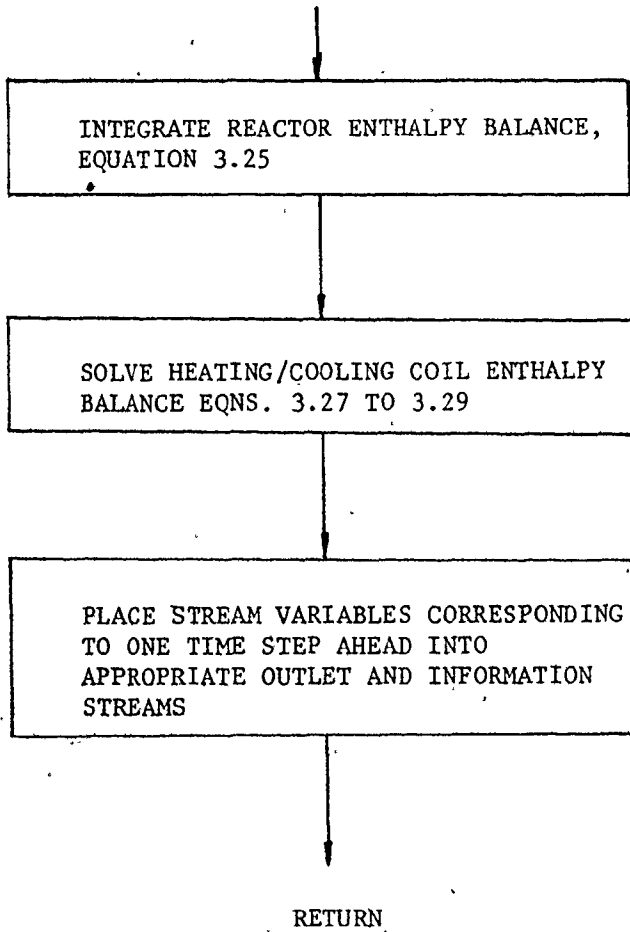 INTEGRATE REACTOR ENTHALPY BALANCE,
EQUATION 3.25
SOLVE HEATING/COOLING COIL ENTHALPY
BALANCE EQNS. 3.27 TO 3.29
PLACE STREAM VARIABLES CORRESPONDING
TO ONE TIME STEP AHEAD INTO
APPROPRIATE OUTLET AND INFORMATION
STREAMS
RETURN